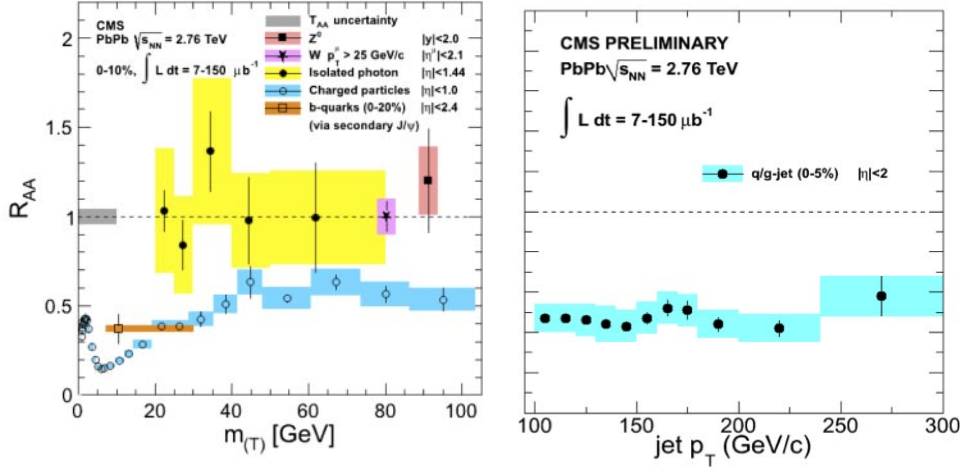 CMS
PbPb √sNN = 2.76 TeV
0-10%, ∫ L dt = 7-150 μb-1
TAA uncertainty
Z0 |y|<2.0
W pTμ > 25 GeV/c |ημ|<2.1
Isolated photon |η|<1.44
Charged particles |η|<1.0
b-quarks (0-20%) |η|<2.4
(via secondary J/ψ)
RAA
2
1.5
1
0.5
0
0 20 40 60 80 100
m(T) [GeV]
CMS PRELIMINARY
PbPb √sNN = 2.76 TeV
∫ L dt = 7-150 μb-1
q/g-jet (0-5%) |η|<2
100 150 200 250 300
jet pT (GeV/c)